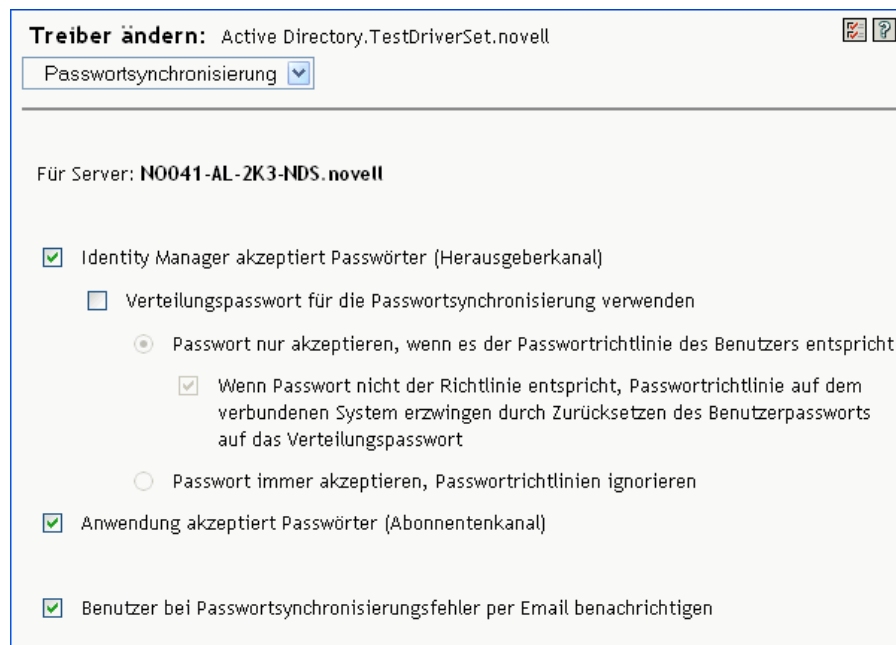 Treiber ändern: Active Directory.TestDriverSet.novell
Passwortsynchronisierung
Für Server: NO041-AL-2K3-NDS.novell
Identity Manager akzeptiert Passwörter (Herausgeberkanal)
Verteilungspasswort für die Passwortsynchronisierung verwenden
Passwort nur akzeptieren, wenn es der Passwortrichtlinie des Benutzers entspricht
Wenn Passwort nicht der Richtlinie entspricht, Passwortrichtlinie auf dem
verbundenen System erzwingen durch Zurücksetzen des Benutzerpassworts
auf das Verteilungspasswort
Passwort immer akzeptieren, Passwortrichtlinien ignorieren
Anwendung akzeptiert Passwörter (Abonnentenkanal)
Benutzer bei Passwortsynchronisierungsfehler per Email benachrichtigen